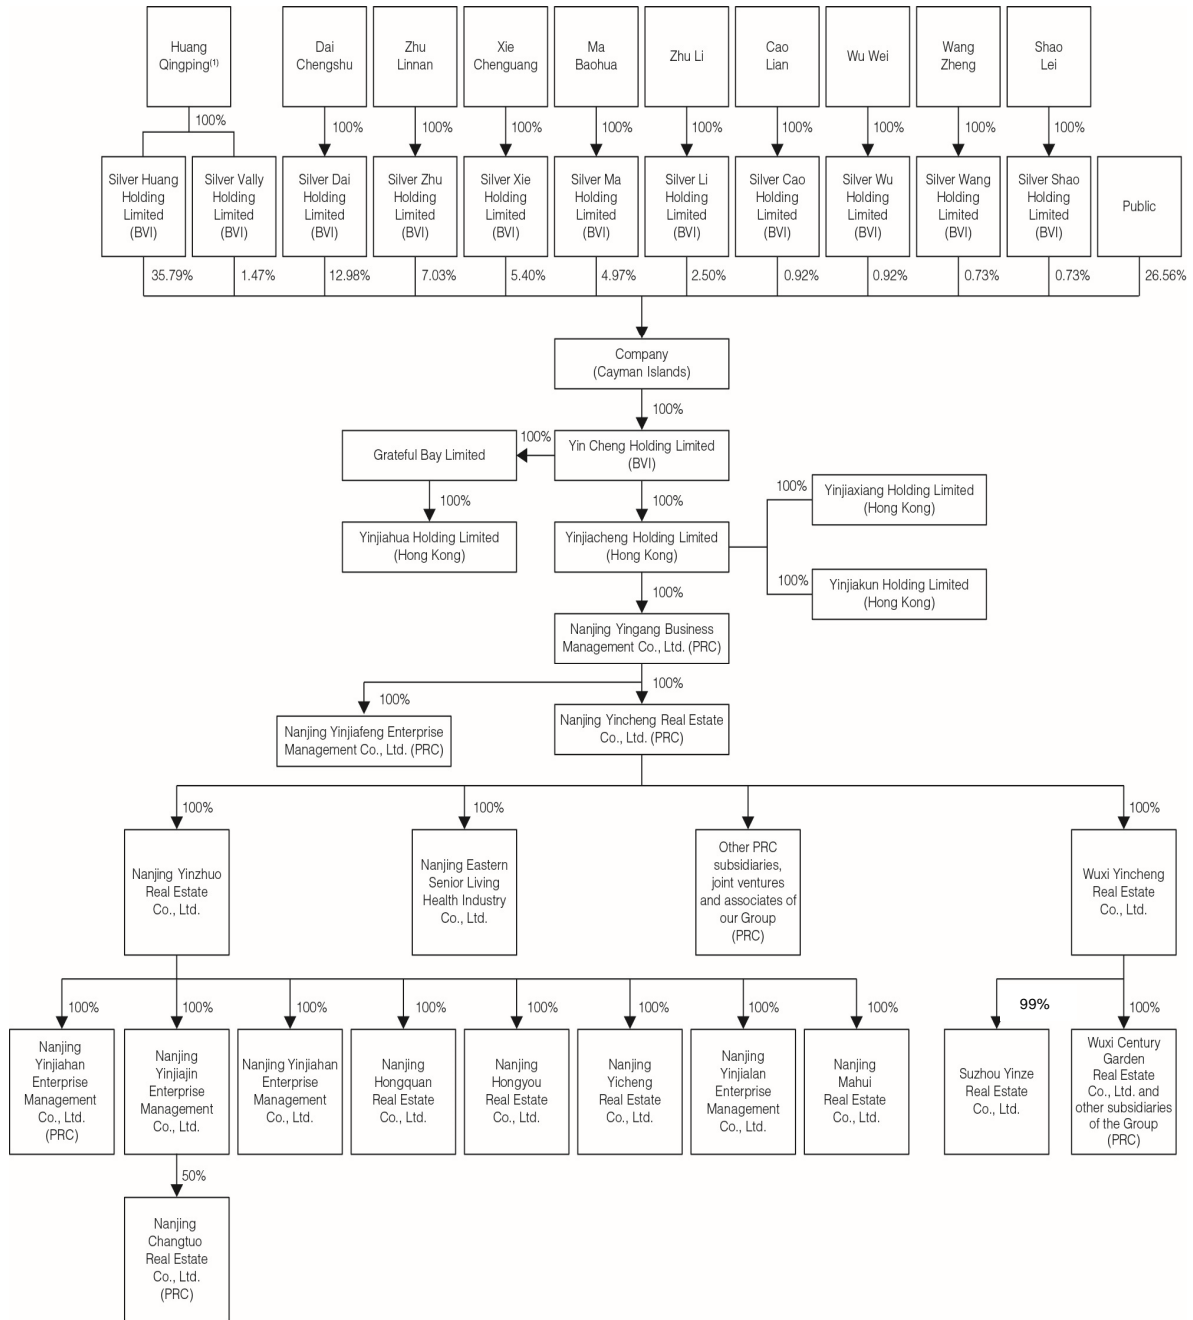 Huang
Qingping(1)
Dai
Chengshu
Zhu
Linnan
Xie
Chenguang
Ma
Baohua
Zhu Li
Cao
Lian
Wu Wei
Wang
Zheng
Shao
Lei
100%
100%
100%
100%
100%
100%
100%
100%
100%
100%
Silver Huang
Holding
Limited
(BVI)
Silver Vally
Holding
Limited
(BVI)
Silver Dai
Holding
Limited
(BVI)
Silver Zhu
Holding
Limited
(BVI)
Silver Xie
Holding
Limited
(BVI)
Silver Ma
Holding
Limited
(BVI)
Silver Li
Holding
Limited
(BVI)
Silver Cao
Holding
Limited
(BVI)
Silver Wu
Holding
Limited
(BVI)
Silver Wang
Holding
Limited
(BVI)
Silver Shao
Holding
Limited
(BVI)
Public
35.79%
1.47%
12.98%
7.03%
5.40%
4.97%
2.50%
0.92%
0.92%
0.73%
0.73%
26.56%
Company
(Cayman Islands)
100%
Grateful Bay Limited
100%
Yin Cheng Holding Limited
(BVI)
100%
100%
Yinjiahua Holding Limited
(Hong Kong)
Yinjiacheng Holding Limited
(Hong Kong)
100%
Yinjiaxiang Holding Limited
(Hong Kong)
100%
Yinjiakun Holding Limited
(Hong Kong)
100%
Nanjing Yingang Business
Management Co., Ltd. (PRC)
100%
100%
Nanjing Yinjiafeng Enterprise
Management Co., Ltd. (PRC)
Nanjing Yincheng Real Estate
Co., Ltd. (PRC)
100%
100%
100%
Nanjing Yinzhuo
Real Estate
Co., Ltd.
Nanjing Eastern
Senior Living
Health Industry
Co., Ltd.
Other PRC
subsidiaries,
joint ventures
and associates of
our Group
(PRC)
Wuxi Yincheng
Real Estate
Co., Ltd.
100%
100%
100%
100%
100%
100%
100%
100%
99%
100%
Nanjing
Yinjiahan
Enterprise
Management
Co., Ltd.
(PRC)
Nanjing
Yinjiajin
Enterprise
Management
Co., Ltd.
Nanjing Yinjiahan
Enterprise
Management
Co., Ltd.
Nanjing
Hongquan
Real Estate
Co., Ltd.
Nanjing
Hongyou
Real Estate
Co., Ltd.
Nanjing
Yicheng
Real Estate
Co., Ltd.
Nanjing
Yinjialan
Enterprise
Management
Co., Ltd.
Nanjing
Mahui
Real Estate
Co., Ltd.
Suzhou Yinze
Real Estate
Co., Ltd.
Wuxi Century
Garden
Real Estate
Co., Ltd. and
other subsidiaries
of the Group
(PRC)
50%
Nanjing
Changtuo
Real Estate
Co., Ltd.
(PRC)